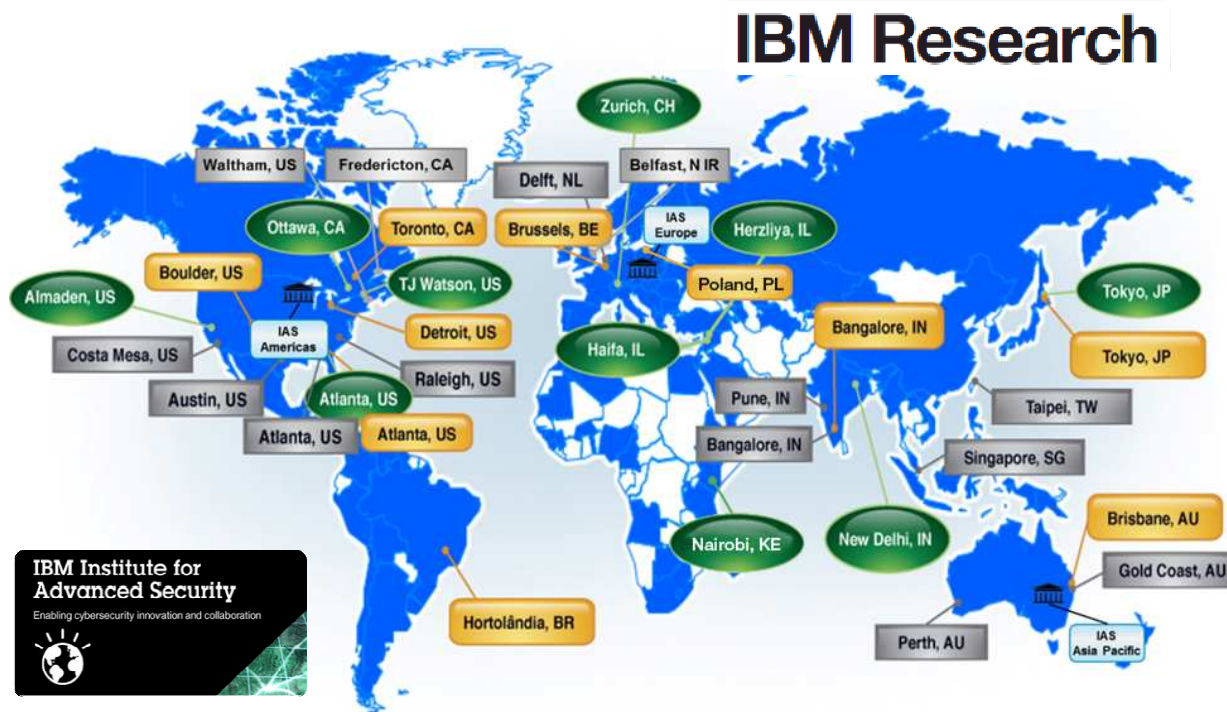 IBM Research
Zurich, CH
Waltham, US
Fredericton, CA
Belfast, N IR
Delft, NL
Ottawa, CA
Toronto, CA
Brussels, BE
IAS
Europe
Herzliya, IL
Boulder, US
TJ Watson, US
Poland, PL
Almaden, US
Tokyo, JP
IAS
Americas
Detroit, US
Bangalore, IN
Costa Mesa, US
Haifa, IL
Tokyo, JP
Raleigh, US
Austin, US
Atlanta, US
Pune, IN
Taipei, TW
Atlanta, US
Atlanta, US
Bangalore, IN
Singapore, SG
Brisbane, AU
Nairobi, KE
New Delhi, IN
IBM Institute for
Advanced Security
Enabling cybersecurity innovation and collaboration
Gold Coast, AU
Hortolândia, BR
Perth, AU
IAS
Asia Pacific